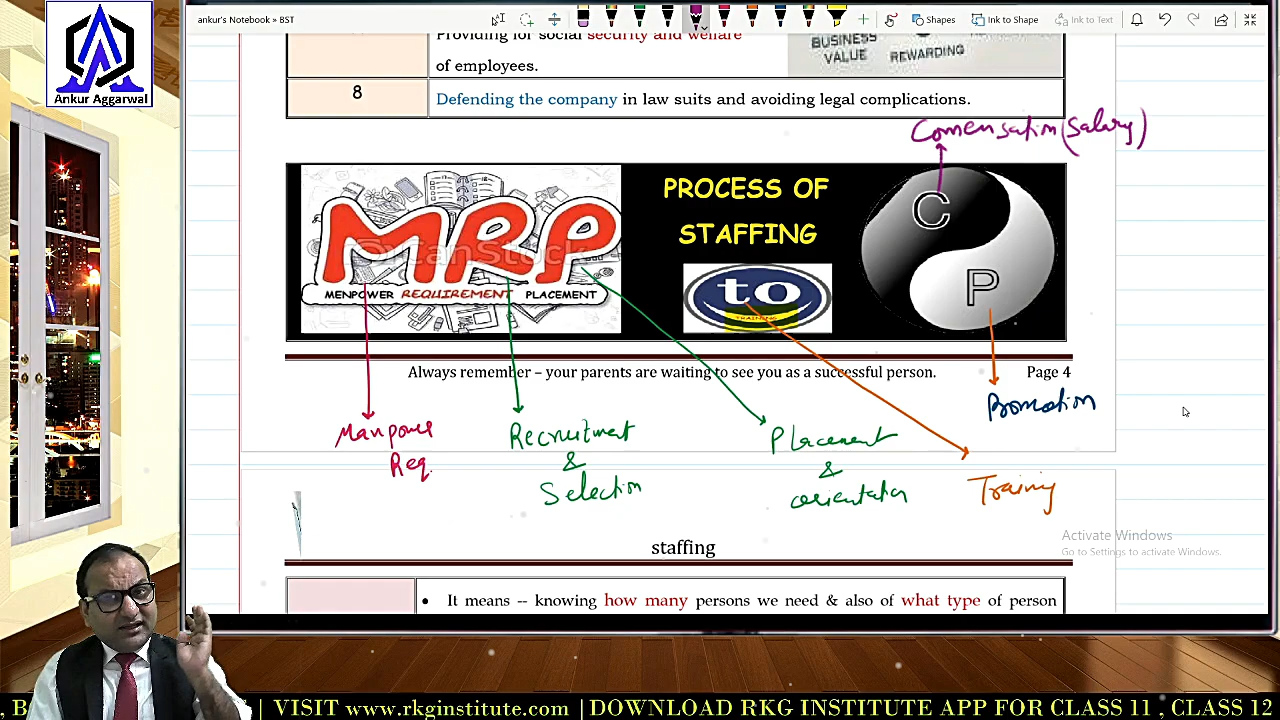 ankur's Notebook » BST
Shapes
Ink to Shape
Ink to Text
Ankur Aggarwal
Providing for social security and welfare
of employees.
BUSINESS
VALUE
REWARDING
8
Defending the company in law suits and avoiding legal complications.
Comensation (Salary)
MRP
CanStock
MENPOWER REQUIREMENT PLACEMENT
PROCESS OF
STAFFING
to
TRAINING
C
P
Always remember – your parents are waiting to see you as a successful person.
Page 4
Manpower
Req.
Recruitment
&
Selection
Placement
&
orientation
Training
Promotion
Activate Windows
Go to Settings to activate Windows.
staffing
• It means -- knowing how many persons we need & also of what type of person
, B
| VISIT www.rkginstitute.com | DOWNLOAD RKG INSTITUTE APP FOR CLASS 11 , CLASS 12